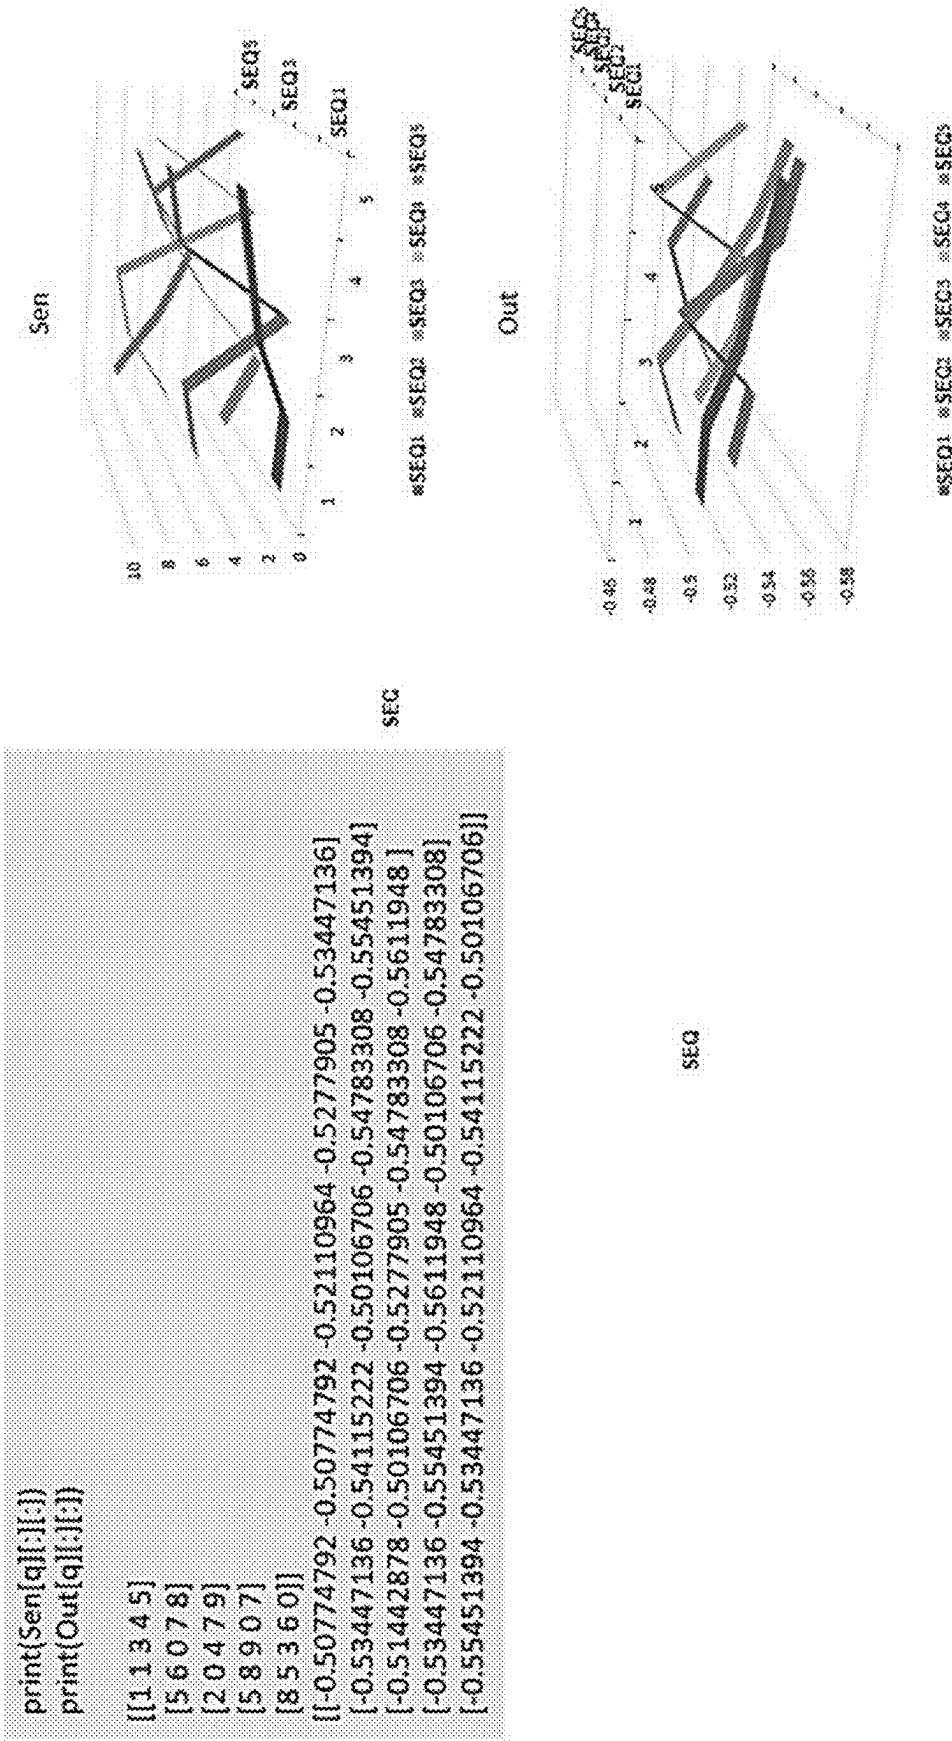 print(Sen[q][:][:])
print(Out[q][:][:])
[[1 1 3 4 5]
[5 6 0 7 8]
[2 0 4 7 9]
[5 8 9 0 7]
[8 5 3 6 0]]
[[-0.50774792 -0.50774792 -0.52110964 -0.5277905 -0.53447136]
[-0.53447136 -0.54115222 -0.50106706 -0.54783308 -0.55451394]
[-0.51442878 -0.50106706 -0.5277905 -0.54783308 -0.5611948 ]
[-0.53447136 -0.55451394 -0.5611948 -0.50106706 -0.54783308]
[-0.55451394 -0.53447136 -0.52110964 -0.54115222 -0.50106706]]
SEQ
SEQ
Sen
10
8
6
4
2
0
1
2
3
4
5
SEQ1
SEQ3
SEQ5
SEQ1 SEQ2 SEQ3 SEQ4 SEQ5
Out
-0.46
-0.48
-0.5
-0.52
-0.54
-0.56
-0.58
1
2
3
4
SEQ1
SEQ2
SEQ5
SEQ1 SEQ2 SEQ3 SEQ4 SEQ5